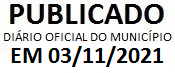 PUBLICADO
DIÁRIO OFICIAL DO MUNICÍPIO
EM 03/11/2021